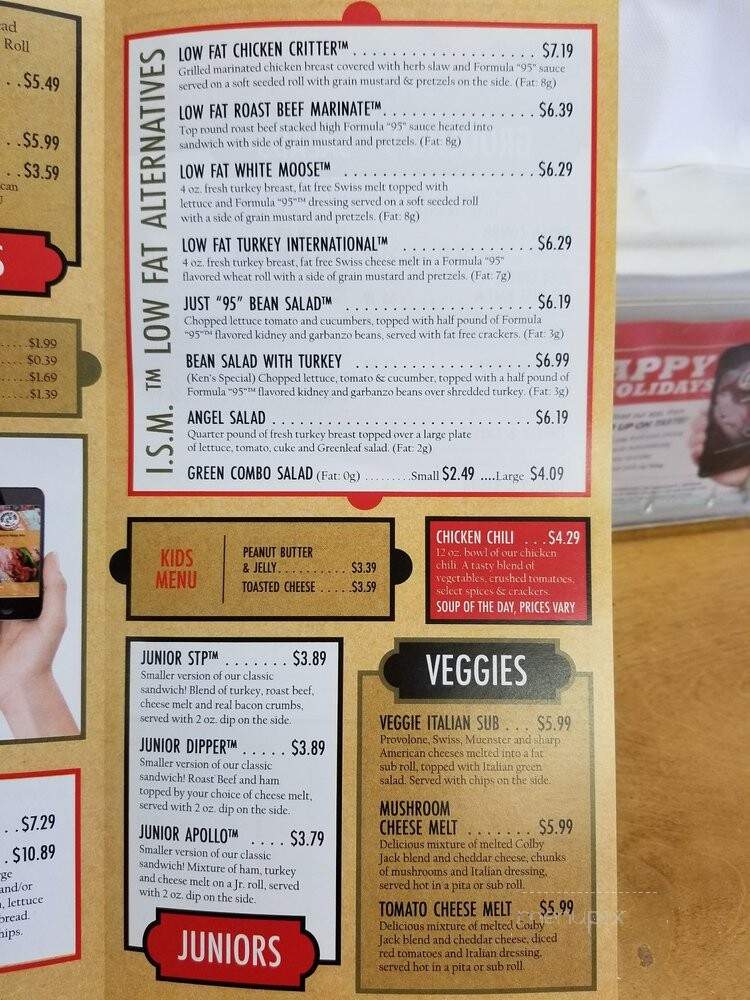 ad
Roll
. . $5.49
. . $5.99
. . $3.59
can
S
. . . . . $1.99
. . . . . $0.39
. . . . . $1.69
. . . . . $1.39
. . $7.29
. $10.89
ge
and/or
, lettuce
bread.
hips.
I.S.M. ™ LOW FAT ALTERNATIVES
LOW FAT CHICKEN CRITTER™ . . . . . . . . . . . . . . . . . . . . $7.19
Grilled marinated chicken breast covered with herb slaw and Formula "95" sauce
served on a soft seeded roll with grain mustard & pretzels on the side. (Fat: 8g)
LOW FAT ROAST BEEF MARINATE™ . . . . . . . . . . . . . . . . $6.39
Top round roast beef stacked high Formula "95" sauce heated into
sandwich with side of grain mustard and pretzels. (Fat: 8g)
LOW FAT WHITE MOOSE™ . . . . . . . . . . . . . . . . . . . . . $6.29
4 oz. fresh turkey breast, fat free Swiss melt topped with
lettuce and Formula "95"™ dressing served on a soft seeded roll
with a side of grain mustard and pretzels. (Fat: 8g)
LOW FAT TURKEY INTERNATIONAL™ . . . . . . . . . . . . . . $6.29
4 oz. fresh turkey breast, fat free Swiss cheese melt in a Formula "95"
flavored wheat roll with a side of grain mustard and pretzels. (Fat: 7g)
JUST "95" BEAN SALAD™ . . . . . . . . . . . . . . . . . . . . $6.19
Chopped lettuce tomato and cucumbers, topped with half pound of Formula
"95"™ flavored kidney and garbanzo beans, served with fat free crackers. (Fat: 3g)
BEAN SALAD WITH TURKEY . . . . . . . . . . . . . . . . . . . $6.99
(Ken's Special) Chopped lettuce, tomato & cucumber, topped with a half pound of
Formula "95"™ flavored kidney and garbanzo beans over shredded turkey. (Fat: 3g)
ANGEL SALAD . . . . . . . . . . . . . . . . . . . . . . . . . . . . $6.19
Quarter pound of fresh turkey breast topped over a large plate
of lettuce, tomato, cuke and Greenleaf salad. (Fat: 2g)
GREEN COMBO SALAD (Fat: 0g) . . . . . . . . . Small $2.49 ....Large $4.09
KIDS
MENU
PEANUT BUTTER
& JELLY. . . . . . . . . . $3.39
TOASTED CHEESE . . . . . $3.59
CHICKEN CHILI . . . $4.29
12 oz. bowl of our chicken
chili. A tasty blend of
vegetables, crushed tomatoes,
select spices & crackers.
SOUP OF THE DAY, PRICES VARY
JUNIOR STP™ . . . . . . . $3.89
Smaller version of our classic
sandwich! Blend of turkey, roast beef,
cheese melt and real bacon crumbs,
served with 2 oz. dip on the side.
JUNIOR DIPPER™ . . . . . $3.89
Smaller version of our classic
sandwich! Roast Beef and ham
topped by your choice of cheese melt,
served with 2 oz. dip on the side.
JUNIOR APOLLO™ . . . . $3.79
Smaller version of our classic
sandwich! Mixture of ham, turkey
and cheese melt on a Jr. roll, served
with 2 oz. dip on the side.
JUNIORS
VEGGIES
VEGGIE ITALIAN SUB . . . $5.99
Provolone, Swiss, Muenster and sharp
American cheeses melted into a fat
sub roll, topped with Italian green
salad. Served with chips on the side.
MUSHROOM
CHEESE MELT . . . . . . . $5.99
Delicious mixture of melted Colby
Jack blend and cheddar cheese, chunks
of mushrooms and Italian dressing,
served hot in a pita or sub roll.
TOMATO CHEESE MELT . . . $5.99
Delicious mixture of melted Colby
Jack blend and cheddar cheese, diced
red tomatoes and Italian dressing,
served hot in a pita or sub roll.
menupix
APPY
OLIDAYS